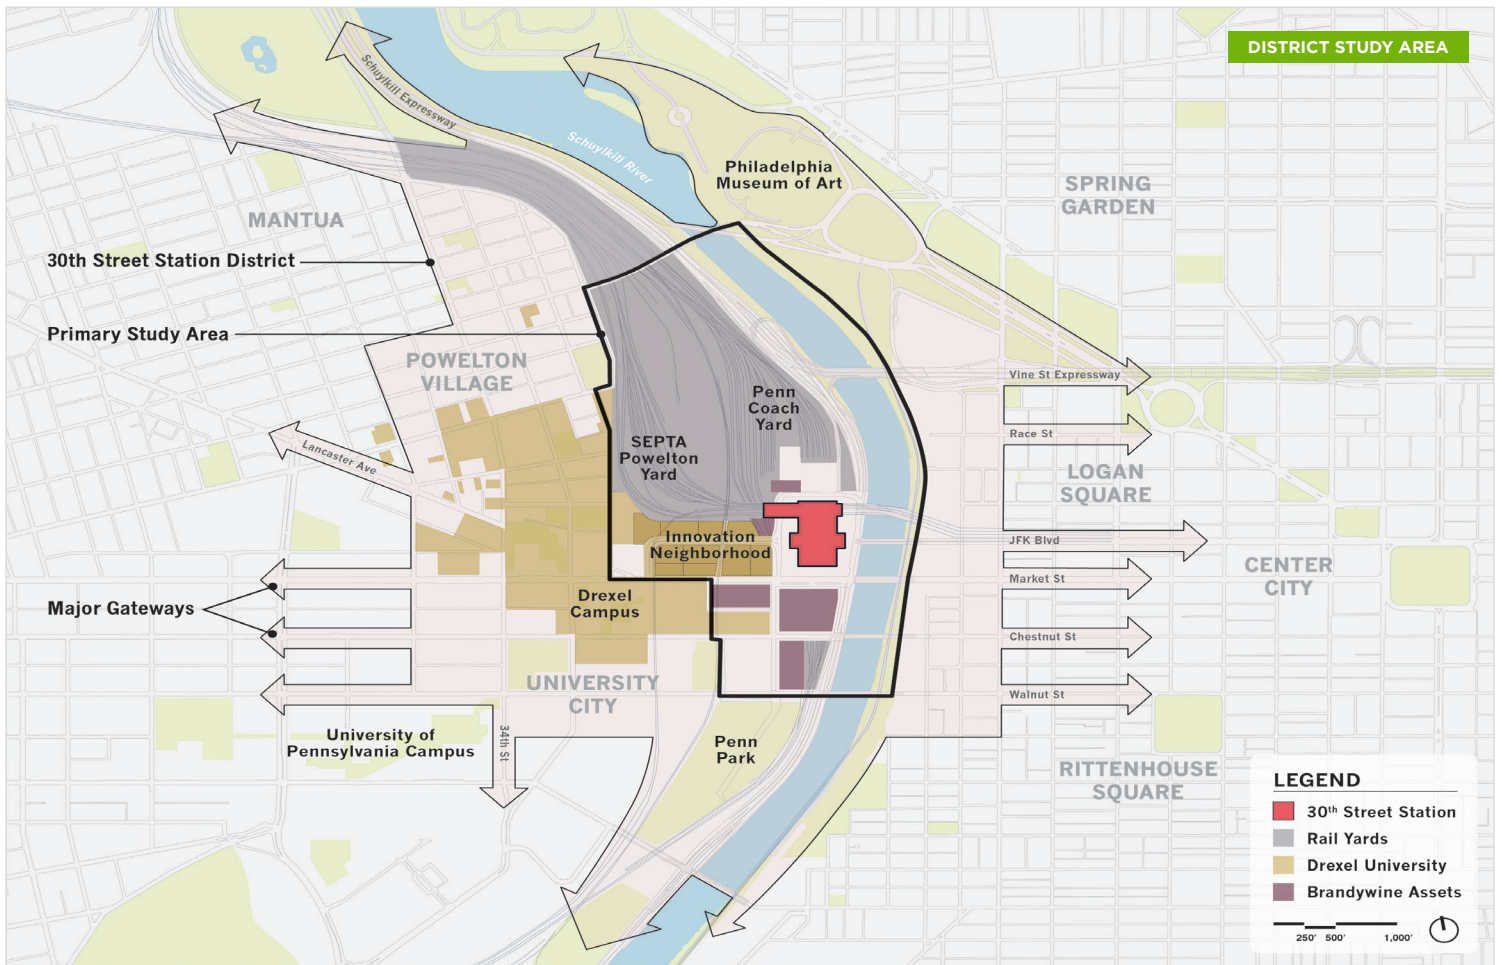 DISTRICT STUDY AREA
Schuylkill Expressway
Schuylkill River
Philadelphia
Museum of Art
SPRING
GARDEN
MANTUA
30th Street Station District
Primary Study Area
POWELTON
VILLAGE
Vine St Expressway
Penn
Coach
Yard
Race St
SEPTA
Powelton
Yard
Lancaster Ave
LOGAN
SQUARE
Innovation
Neighborhood
JFK Blvd
CENTER
CITY
Market St
Major Gateways
Drexel
Campus
Chestnut St
UNIVERSITY
CITY
Walnut St
University of
Pennsylvania Campus
34th St
Penn
Park
RITTENHOUSE
SQUARE
LEGEND
30th Street Station
Rail Yards
Drexel University
Brandywine Assets
250' 500' 1,000'